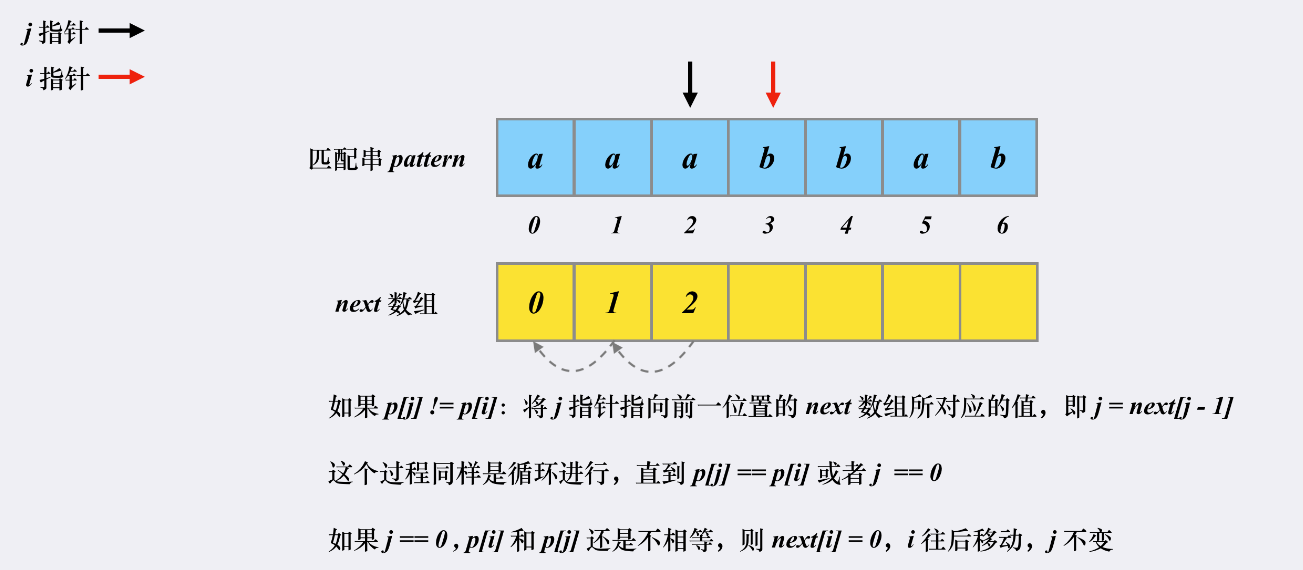 j 指针
i 指针
匹配串 pattern a a a b b a b
0 1 2 3 4 5 6
next 数组 0 1 2
如果 p[j] != p[i]：将 j 指针指向前一位置的 next 数组所对应的值，即 j = next[j - 1]
这个过程同样是循环进行，直到 p[j] == p[i] 或者 j == 0
如果 j == 0 , p[i] 和 p[j] 还是不相等，则 next[i] = 0，i 往后移动，j 不变